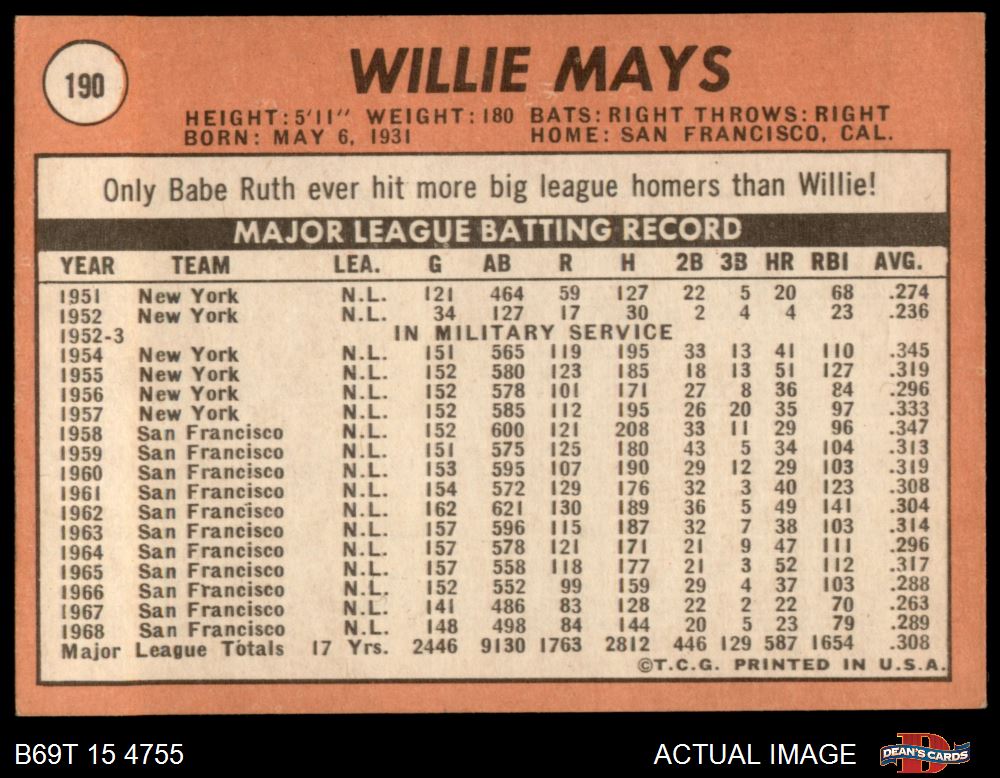 190
WILLIE MAYS
HEIGHT: 5'11" WEIGHT: 180 BATS: RIGHT THROWS: RIGHT
BORN: MAY 6, 1931 HOME: SAN FRANCISCO, CAL.
Only Babe Ruth ever hit more big league homers than Willie!
MAJOR LEAGUE BATTING RECORD
YEAR TEAM LEA. G AB R H 2B 3B HR RBI AVG.
1951 New York N.L. 121 464 59 127 22 5 20 68 .274
1952 New York N.L. 34 127 17 30 2 4 4 23 .236
1952-3 IN MILITARY SERVICE
1954 New York N.L. 151 565 119 195 33 13 41 110 .345
1955 New York N.L. 152 580 123 185 18 13 51 127 .319
1956 New York N.L. 152 578 101 171 27 8 36 84 .296
1957 New York N.L. 152 585 112 195 26 20 35 97 .333
1958 San Francisco N.L. 152 600 121 208 33 11 29 96 .347
1959 San Francisco N.L. 151 575 125 180 43 5 34 104 .313
1960 San Francisco N.L. 153 595 107 190 29 12 29 103 .319
1961 San Francisco N.L. 154 572 129 176 32 3 40 123 .308
1962 San Francisco N.L. 162 621 130 189 36 5 49 141 .304
1963 San Francisco N.L. 157 596 115 187 32 7 38 103 .314
1964 San Francisco N.L. 157 578 121 171 21 9 47 111 .296
1965 San Francisco N.L. 157 558 118 177 21 3 52 112 .317
1966 San Francisco N.L. 152 552 99 159 29 4 37 103 .288
1967 San Francisco N.L. 141 486 83 128 22 2 22 70 .263
1968 San Francisco N.L. 148 498 84 144 20 5 23 79 .289
Major League Totals 17 Yrs. 2446 9130 1763 2812 446 129 587 1654 .308
©T.C.G. PRINTED IN U.S.A.
B69T 15 4755 ACTUAL IMAGE DEAN'S CARDS